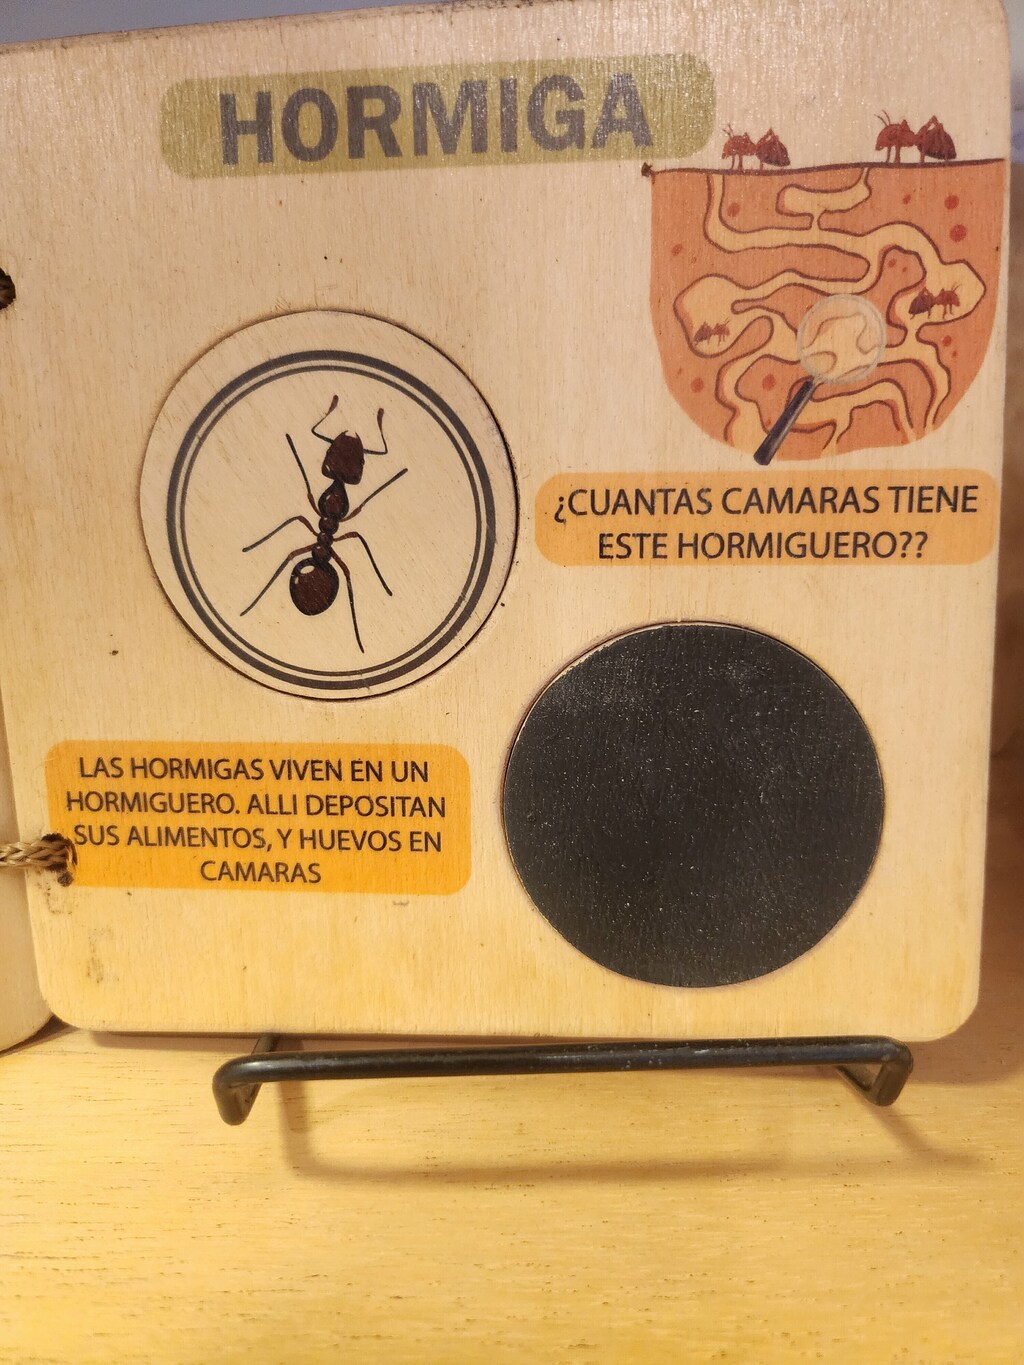 HORMIGA
¿CUANTAS CAMARAS TIENE
ESTE HORMIGUERO??
LAS HORMIGAS VIVEN EN UN
HORMIGUERO. ALLI DEPOSITAN
SUS ALIMENTOS, Y HUEVOS EN
CAMARAS